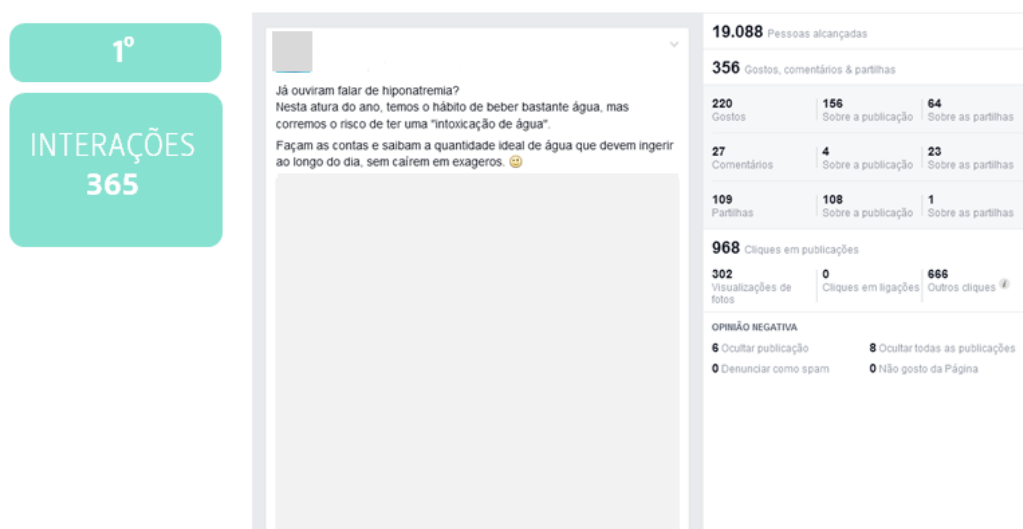 1º
INTERAÇÕES
365
Já ouviram falar de hiponatremia?
Nesta atura do ano, temos o hábito de beber bastante água, mas
corremos o risco de ter uma "intoxicação de água".
Façam as contas e saibam a quantidade ideal de água que devem ingerir
ao longo do dia, sem caírem em exageros.
19.088 Pessoas alcançadas
356 Gostos, comentários & partilhas
220 156 64
Gostos Sobre a publicação Sobre as partilhas
27 4 23
Comentários Sobre a publicação Sobre as partilhas
109 108 1
Partilhas Sobre a publicação Sobre as partilhas
968 Cliques em publicações
302 0 666
Visualizações de Cliques em ligações Outros cliques i
fotos
OPINIÃO NEGATIVA
6 Ocultar publicação 8 Ocultar todas as publicações
0 Denunciar como spam 0 Não gosto da Página